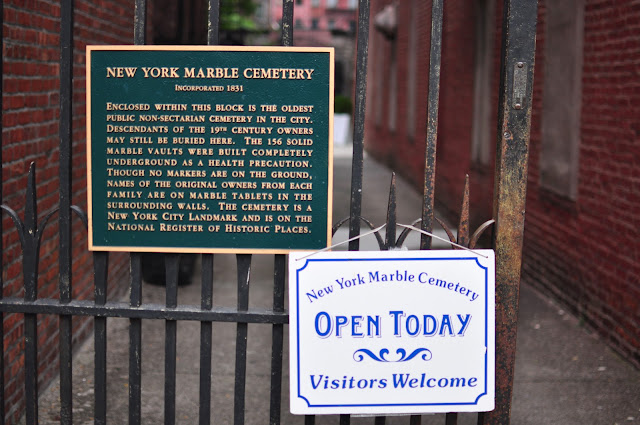 NEW YORK MARBLE CEMETERY
INCORPORATED 1831
ENCLOSED WITHIN THIS BLOCK IS THE OLDEST
PUBLIC NON-SECTARIAN CEMETERY IN THE CITY.
DESCENDANTS OF THE 19TH CENTURY OWNERS
MAY STILL BE BURIED HERE. THE 156 SOLID
MARBLE VAULTS WERE BUILT COMPLETELY
UNDERGROUND AS A HEALTH PRECAUTION.
THOUGH NO MARKERS ARE ON THE GROUND,
NAMES OF THE ORIGINAL OWNERS FROM EACH
FAMILY ARE ON MARBLE TABLETS IN THE
SURROUNDING WALLS. THE CEMETERY IS A
NEW YORK CITY LANDMARK AND IS ON THE
NATIONAL REGISTER OF HISTORIC PLACES.
New York Marble Cemetery
OPEN TODAY
Visitors Welcome